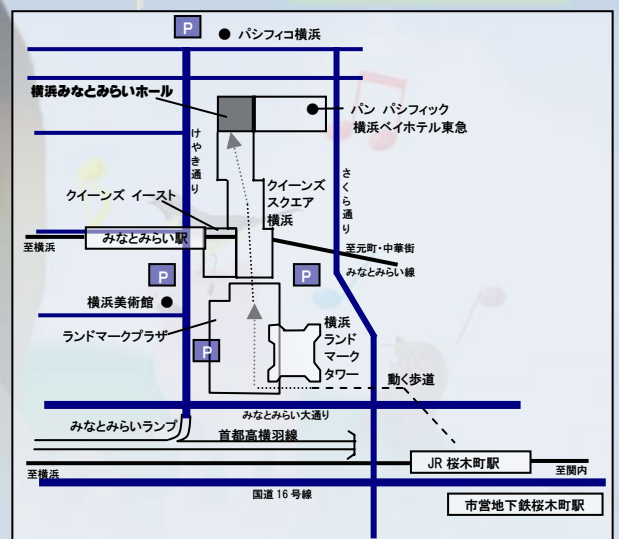 P
パシフィコ横浜
横浜みなとみらいホール
パン パシフィック
横浜ベイホテル東急
けやき通り
さくら通り
クイーンズ
スクエア
横浜
クイーンズ イースト
みなとみらい駅
至横浜
至元町・中華街
みなとみらい線
P
P
横浜美術館
ランドマークプラザ
P
横浜
ランド
マーク
タワー
動く歩道
みなとみらい大通り
みなとみらいランプ
首都高横羽線
JR 桜木町駅
至横浜
至関内
国道 16 号線
市営地下鉄桜木町駅